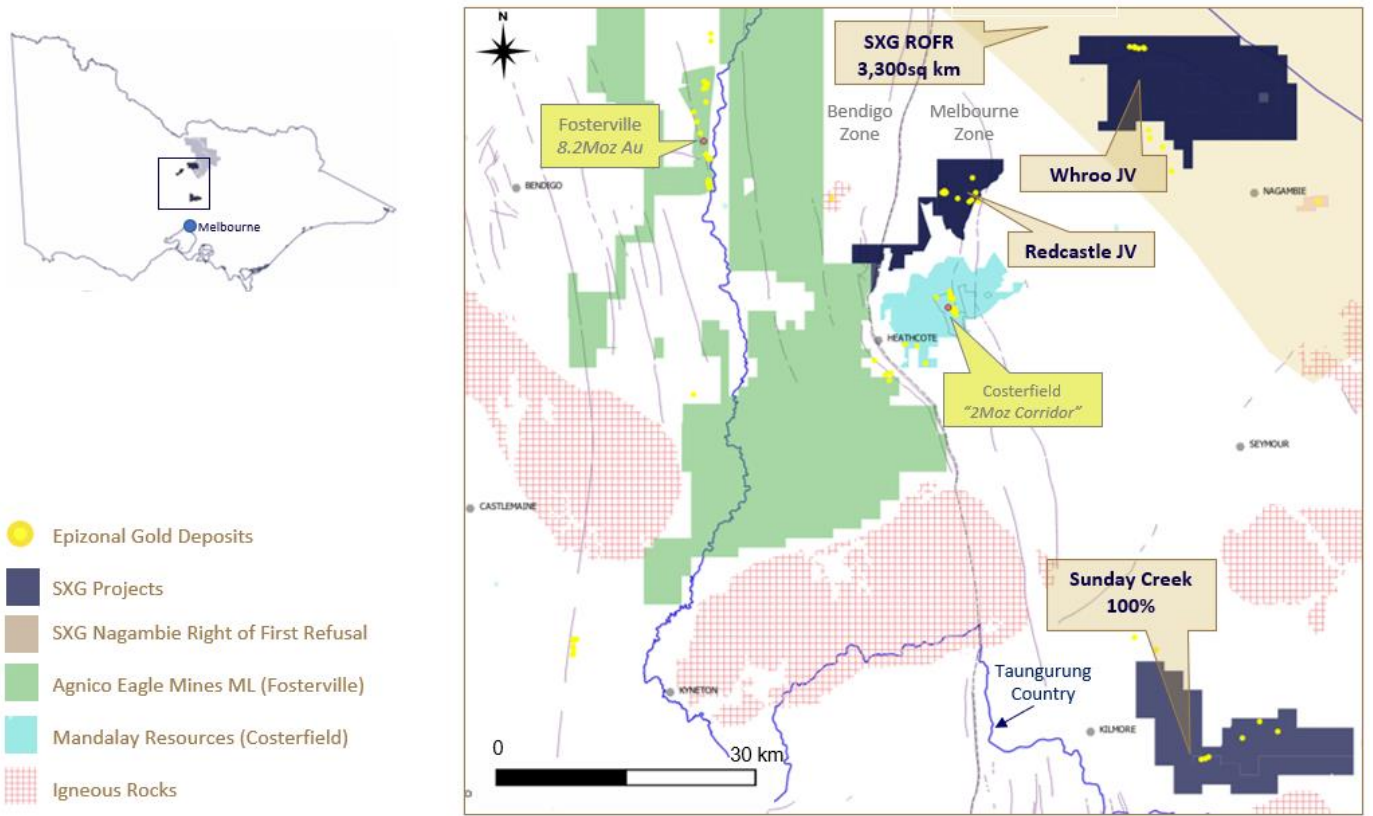 Melbourne
Epizonal Gold Deposits
SXG Projects
SXG Nagambie Right of First Refusal
Agnico Eagle Mines ML (Fosterville)
Mandalay Resources (Costerfield)
Igneous Rocks
N
SXG ROFR
3,300sq km
Fosterville
8.2Moz Au
Bendigo
Zone
Melbourne
Zone
Whroo JV
BENDIGO
NAGAMBIE
Redcastle JV
HEATHCOTE
Costerfield
"2Moz Corridor"
SEYMOUR
CASTLEMAINE
Sunday Creek
100%
Taungurung
Country
KYNETON
KILMORE
0
30 km